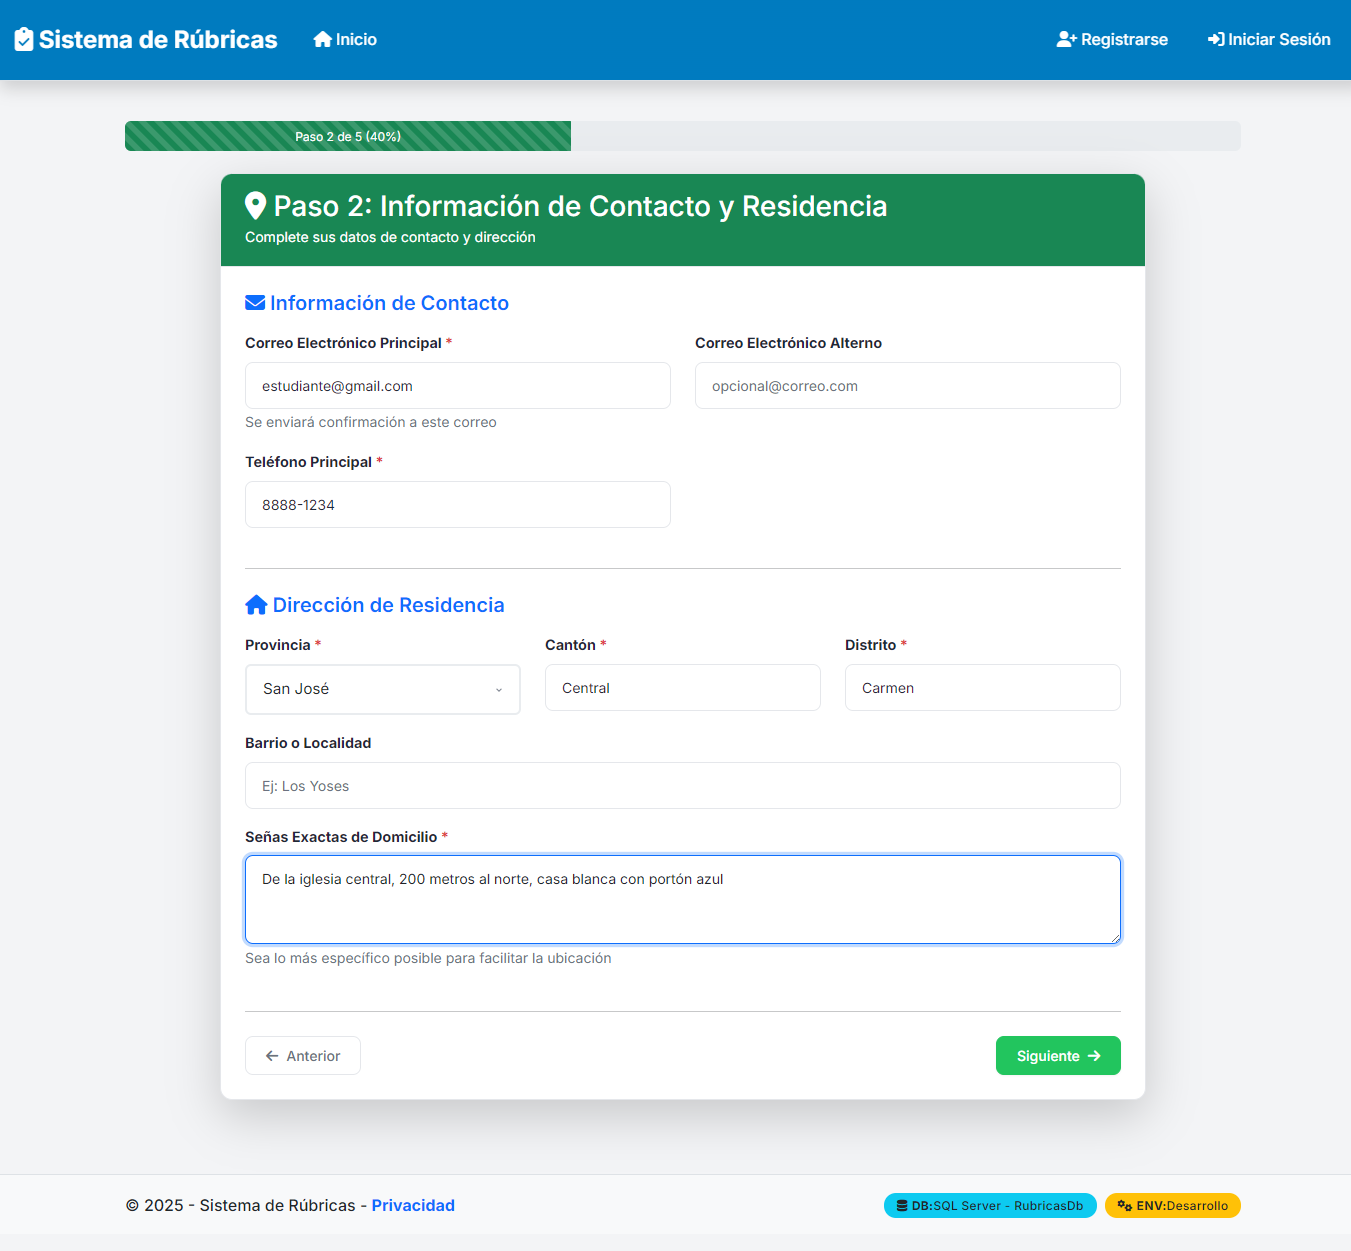 Sistema de Rúbricas
Inicio
Registrarse
Iniciar Sesión
Paso 2 de 5 (40%)
Paso 2: Información de Contacto y Residencia
Complete sus datos de contacto y dirección
Información de Contacto
Correo Electrónico Principal *
Correo Electrónico Alterno
estudiante@gmail.com
opcional@correo.com
Se enviará confirmación a este correo
Teléfono Principal *
8888-1234
Dirección de Residencia
Provincia *
Cantón *
Distrito *
San José
Central
Carmen
Barrio o Localidad
Ej: Los Yoses
Señas Exactas de Domicilio *
De la iglesia central, 200 metros al norte, casa blanca con portón azul
Sea lo más específico posible para facilitar la ubicación
Anterior
Siguiente
© 2025 - Sistema de Rúbricas - Privacidad
DB:SQL Server - RubricasDb
ENV:Desarrollo